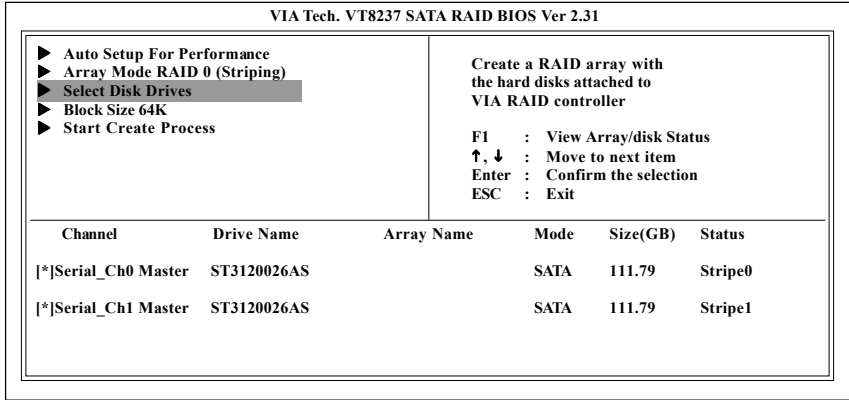 VIA Tech. VT8237 SATA RAID BIOS Ver 2.31
Auto Setup For Performance
Array Mode RAID 0 (Striping)
Select Disk Drives
Block Size 64K
Start Create Process
Create a RAID array with
the hard disks attached to
VIA RAID controller
F1 : View Array/disk Status
↑, ↓ : Move to next item
Enter : Confirm the selection
ESC : Exit
Channel Drive Name Array Name Mode Size(GB) Status
[*]Serial_Ch0 Master ST3120026AS SATA 111.79 Stripe0
[*]Serial_Ch1 Master ST3120026AS SATA 111.79 Stripe1